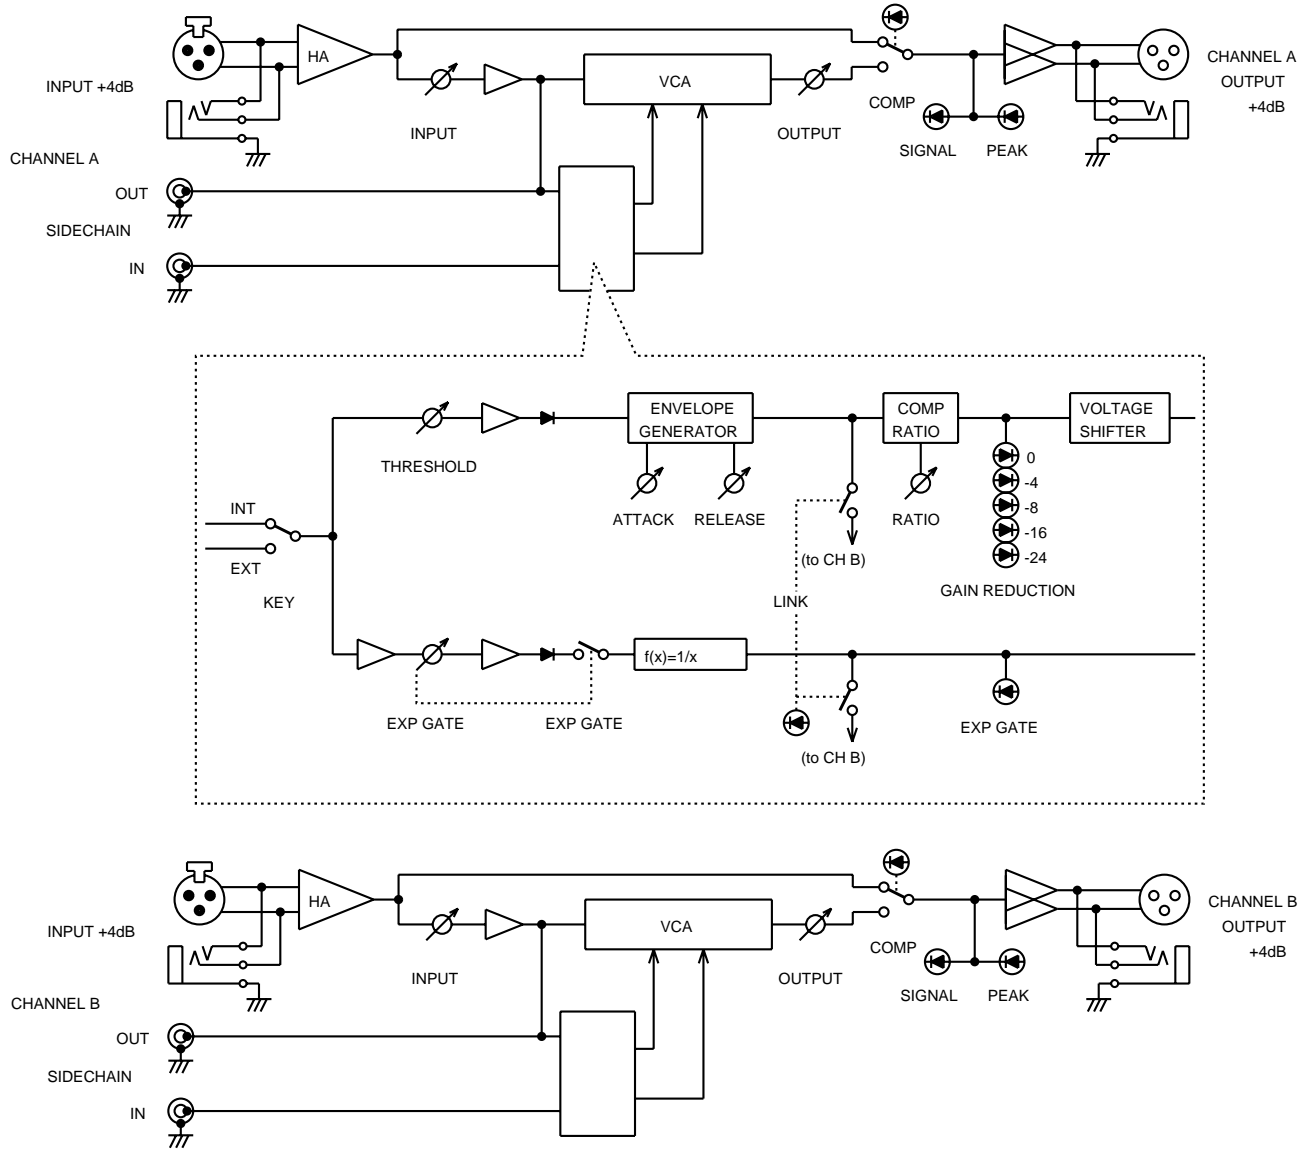 HA
CHANNEL A
INPUT +4dB
VCA
OUTPUT
COMP
+4dB
INPUT
OUTPUT
SIGNAL
PEAK
CHANNEL A
OUT
SIDECHAIN
IN
ENVELOPE
GENERATOR
COMP
RATIO
VOLTAGE
SHIFTER
THRESHOLD
0
-4
-8
-16
-24
INT
ATTACK
RELEASE
RATIO
EXT
(to CH B)
KEY
LINK
GAIN REDUCTION
f(x)=1/x
EXP GATE
EXP GATE
EXP GATE
(to CH B)
HA
CHANNEL B
INPUT +4dB
VCA
OUTPUT
COMP
+4dB
INPUT
OUTPUT
SIGNAL
PEAK
CHANNEL B
OUT
SIDECHAIN
IN